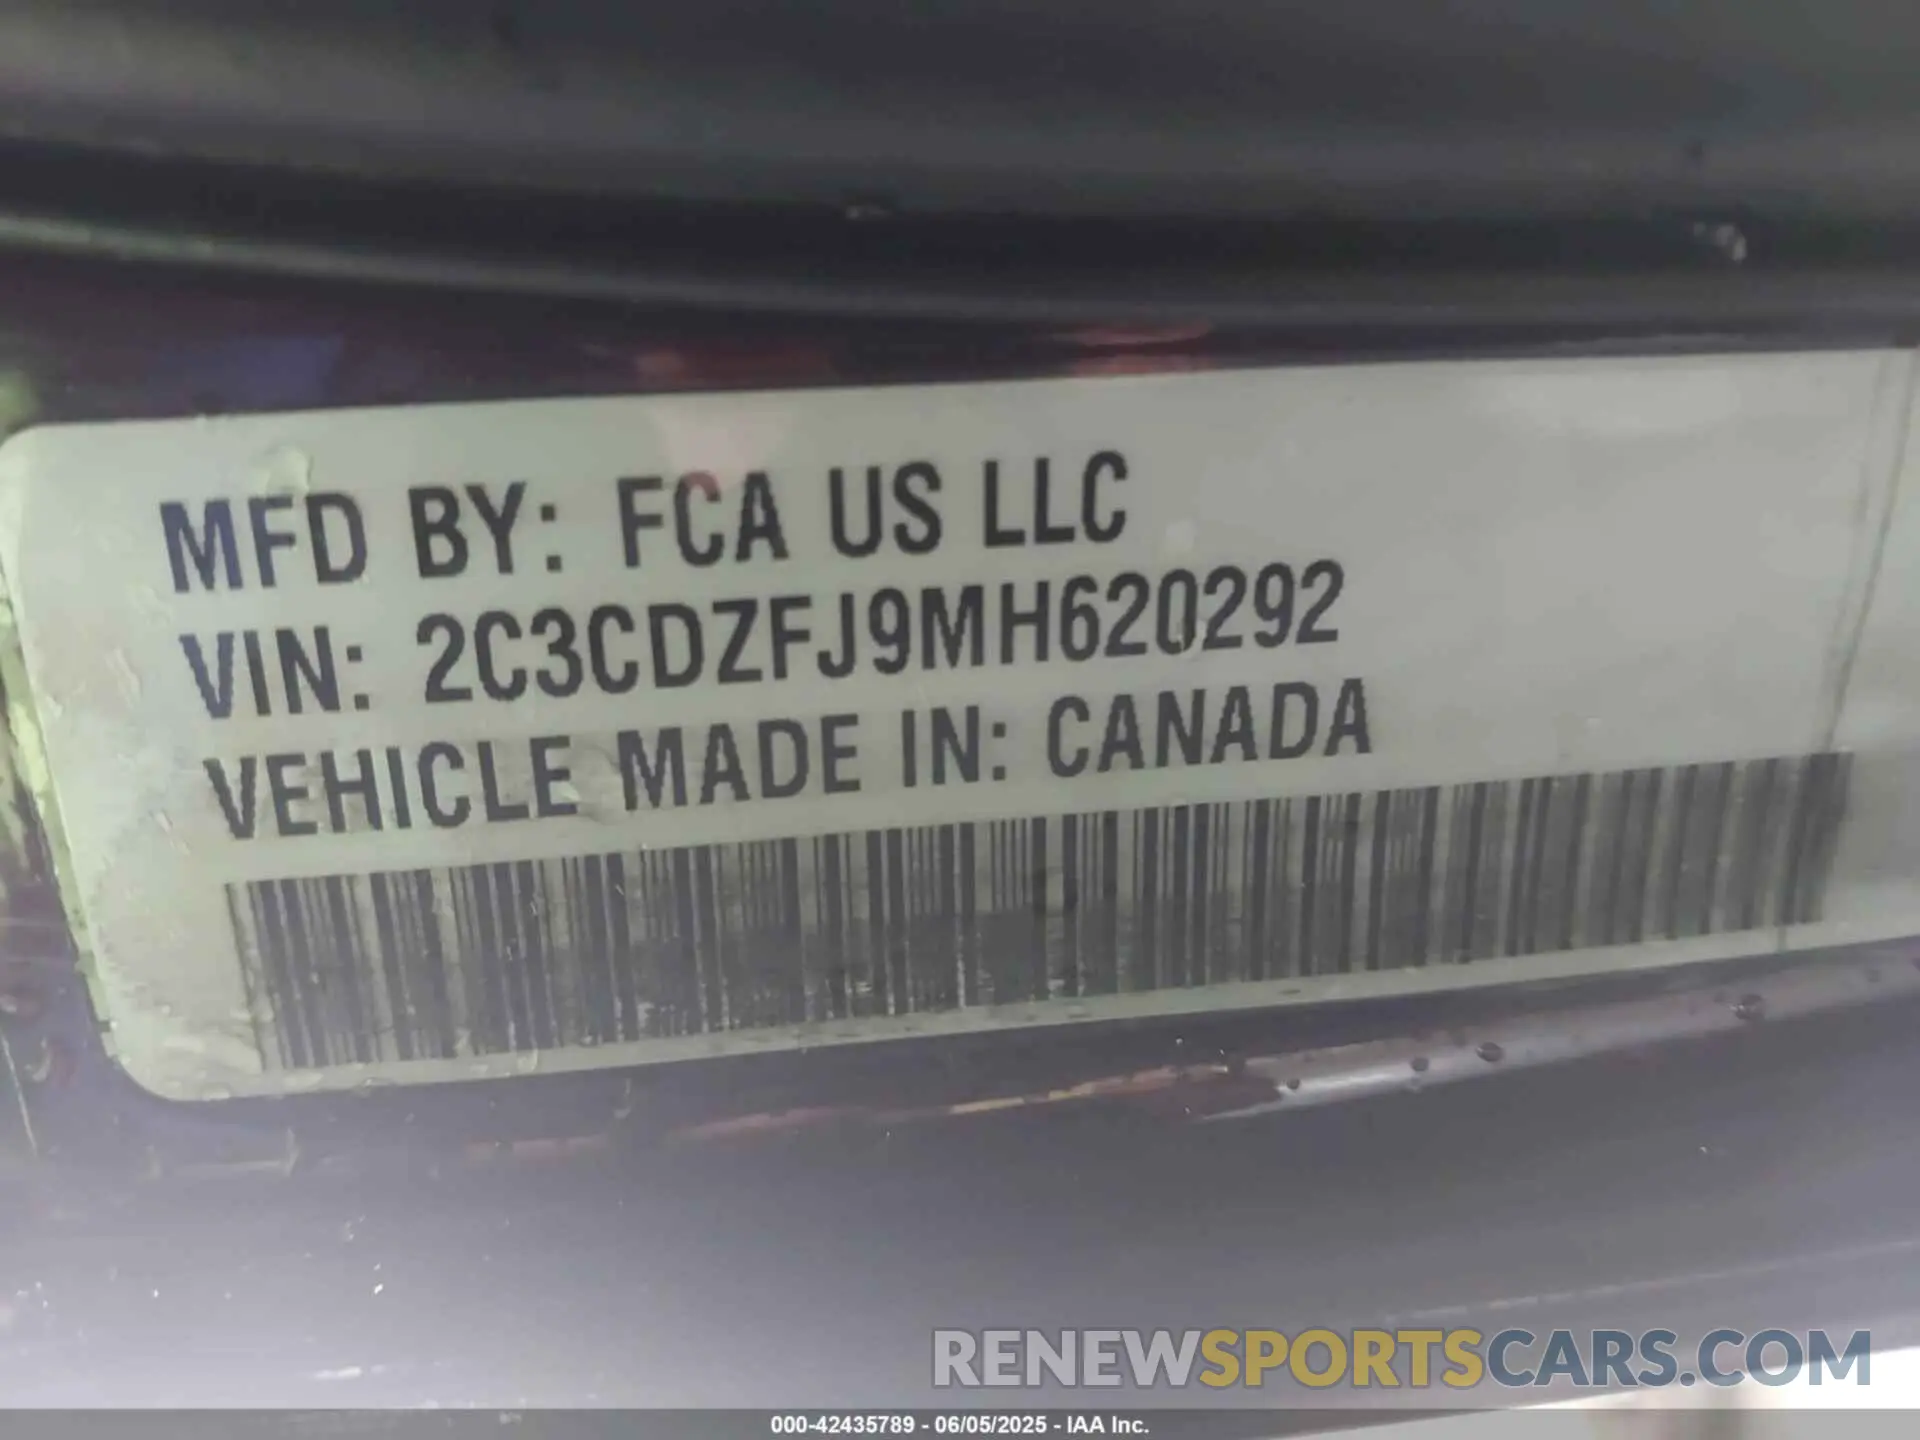 MFD BY: FCA US LLC
VIN: 2C3CDZFJ9MH620292
VEHICLE MADE IN: CANADA
RENEWSPORTSCARS.COM
000-42435789 - 06/05/2025 - IAA Inc.